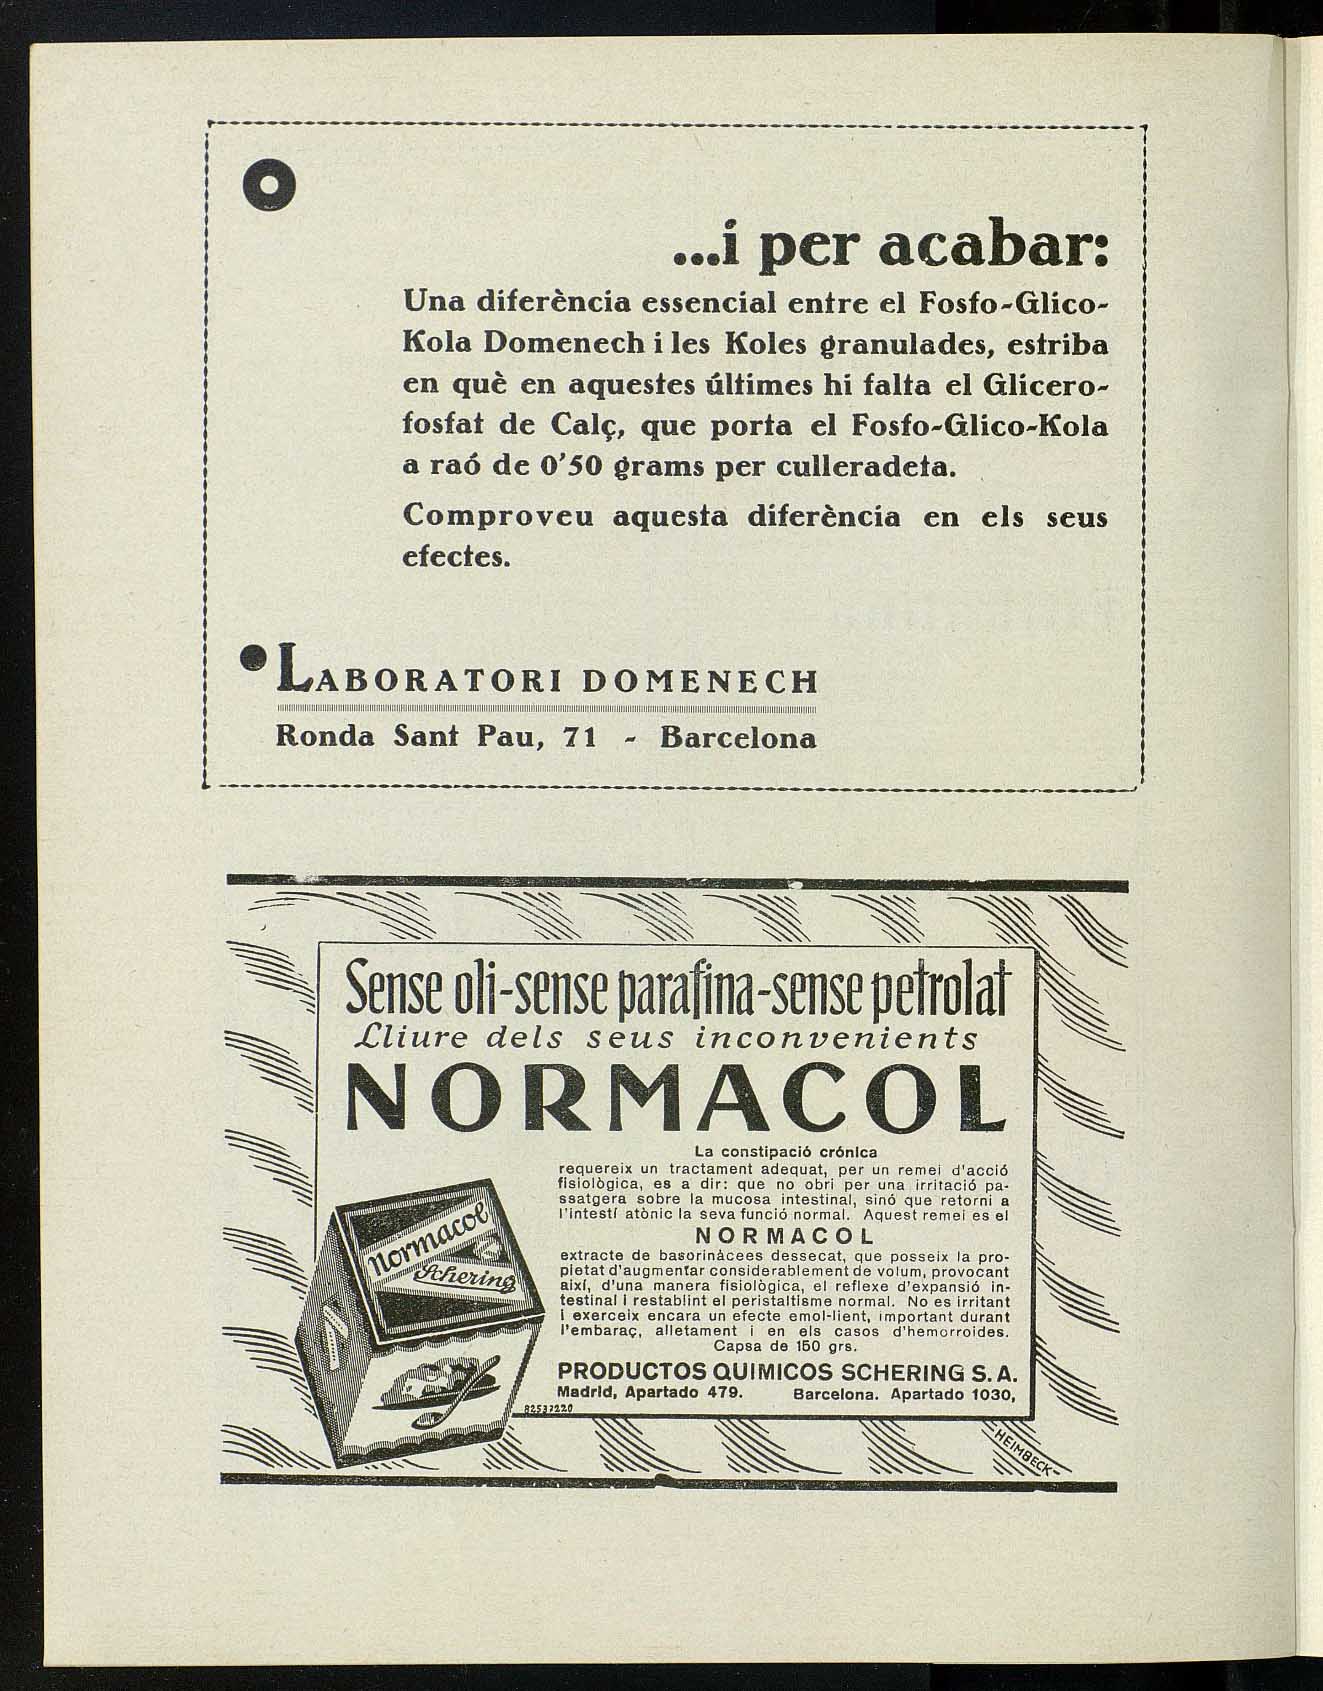 ...i per acabar:
Una diferència essencial entre el Fosfo-Glico-
Kola Domenech i les Koles granulades, estriba
en què en aquestes últimes hi falta el Glicero-
fosfat de Calç, que porta el Fosfo-Glico-Kola
a raó de 0'50 grams per culleradeta.
Comproveu aquesta diferència en els seus
efectes.
LABORATORI DOMENECH
Ronda Sant Pau, 71 - Barcelona
Sense oli-sense parafina-sense petrolat
Lliure dels seus inconvenients
NORMACOL
La constipació crónica
requereix un tractament adequat, per un remei d'acció
fisiològica, es a dir: que no obri per una irritació pa-
ssatgera sobre la mucosa intestinal, sinó que retorni a
l'intestí atònic la seva funció normal. Aquest remei es el
NORMACOL
extracte de basorinàcees dessecat, que posseix la pro-
pietat d'augmentar considerablement de volum, provocant
així, d'una manera fisiològica, el reflexe d'expansió in-
testinal i restablint el peristaltisme normal. No es irritant
i exerceix encara un efecte emol-lient, important durant
l'embaraç, alletament i en els casos d'hemorroides.
Capsa de 150 grs.
PRODUCTOS QUIMICOS SCHERING S. A.
Madrid, Apartado 479. Barcelona. Apartado 1030,
82537220
Normacol
Schering
HEIMBECK-